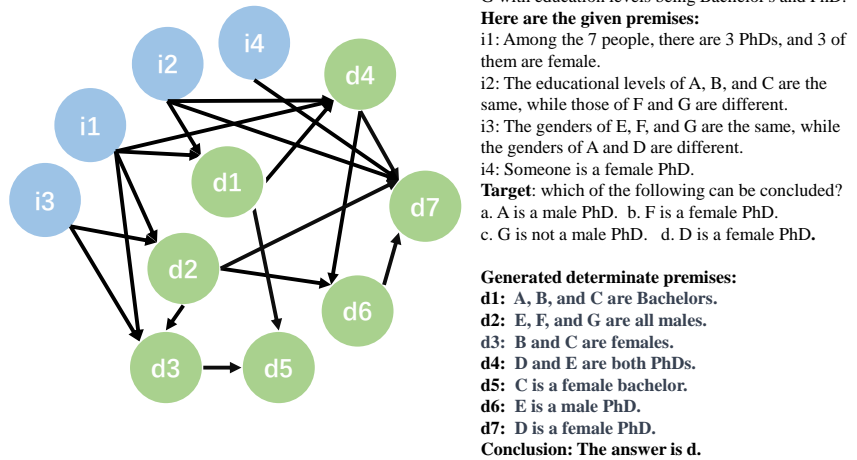 i4
i2
d4
i1
d1
i3
d7
d2
d6
d3
d5
G with education levels being Bachelor's and PhD.
Here are the given premises:
i1: Among the 7 people, there are 3 PhDs, and 3 of
them are female.
i2: The educational levels of A, B, and C are the
same, while those of F and G are different.
i3: The genders of E, F, and G are the same, while
the genders of A and D are different.
i4: Someone is a female PhD.
Target: which of the following can be concluded?
a. A is a male PhD. b. F is a female PhD.
c. G is not a male PhD. d. D is a female PhD.
Generated determinate premises:
d1: A, B, and C are Bachelors.
d2: E, F, and G are all males.
d3: B and C are females.
d4: D and E are both PhDs.
d5: C is a female bachelor.
d6: E is a male PhD.
d7: D is a female PhD.
Conclusion: The answer is d.